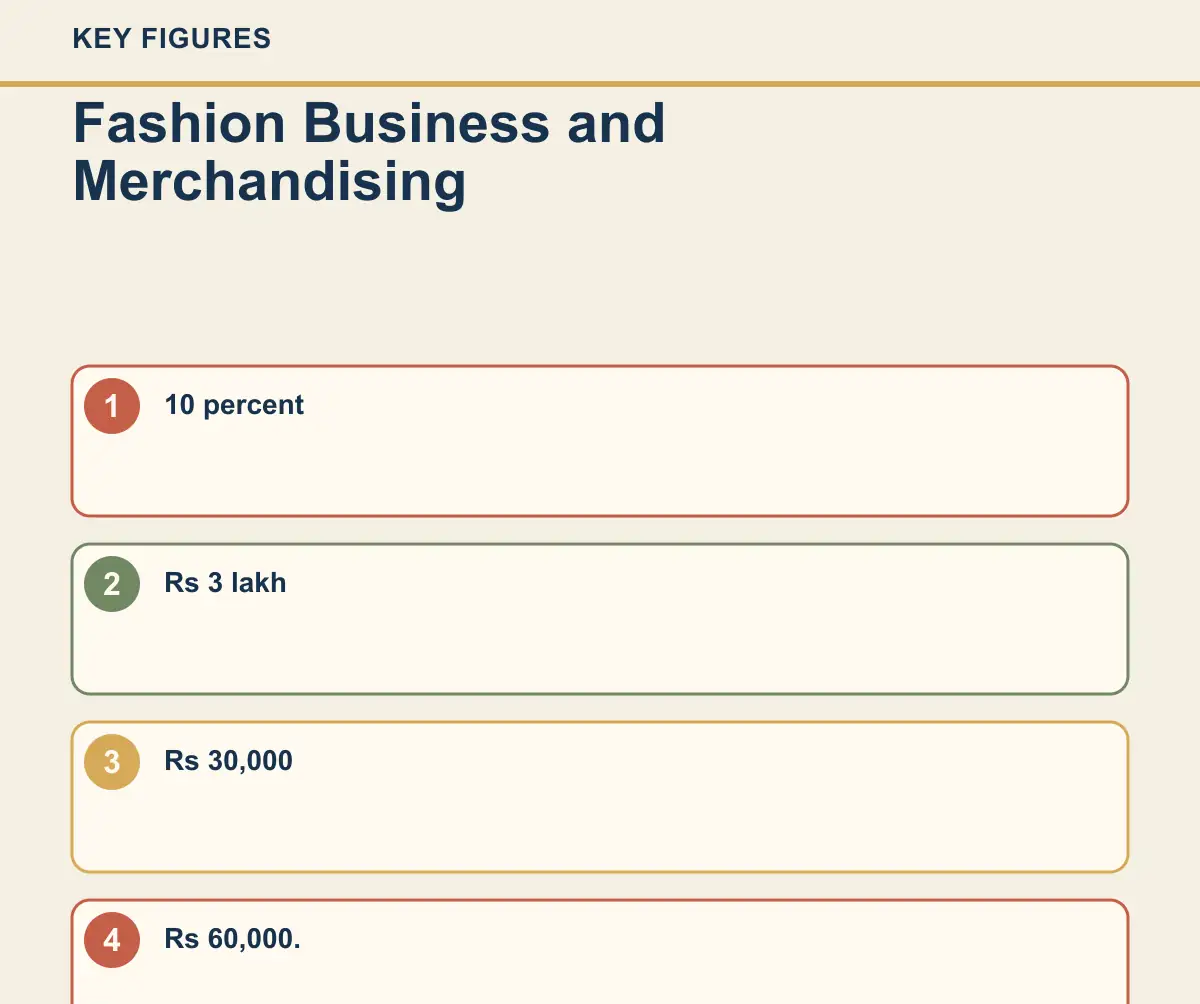 KEY FIGURES
Fashion Business and
Merchandising
1
10 percent
2
Rs 3 lakh
3
Rs 30,000
4
Rs 60,000.